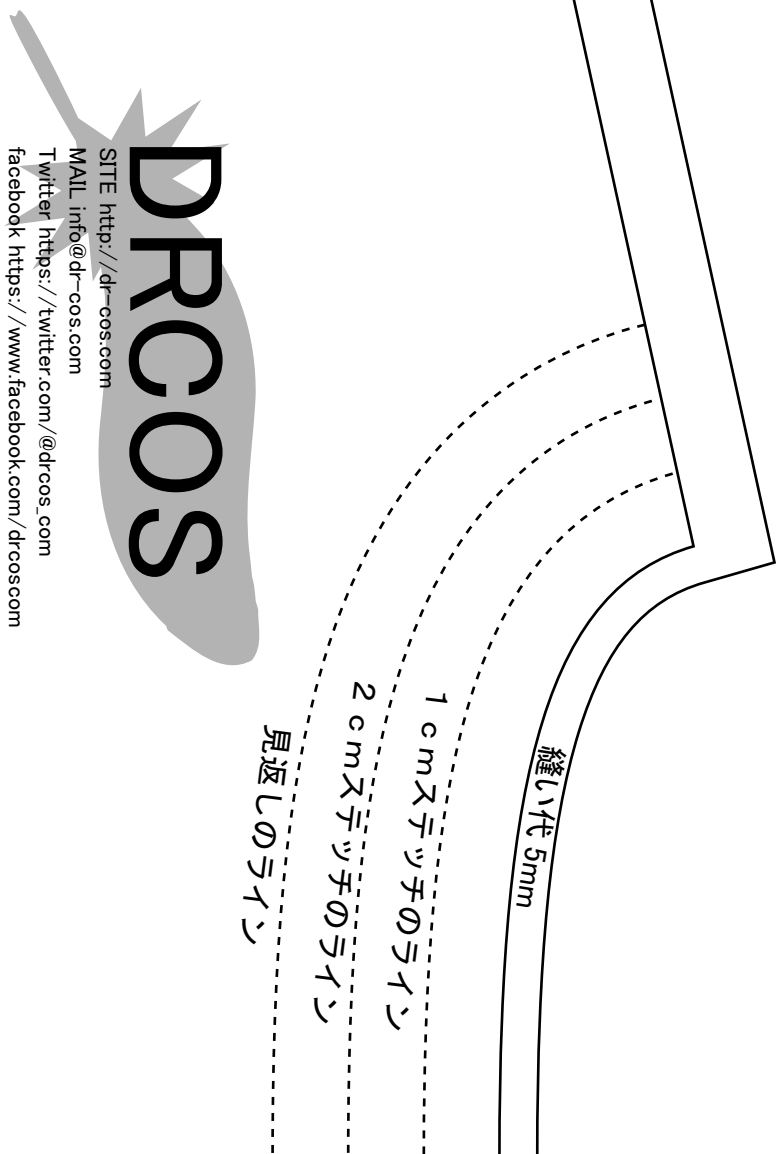 DRCOS
SITE http://dr-cos.com
MAIL info@dr-cos.com
Twitter https://twitter.com/@drcos_com
facebook https://www.facebook.com/drcoscom
縫い代 5mm
1ｃｍステッチのライン
2ｃｍステッチのライン
見返しのライン